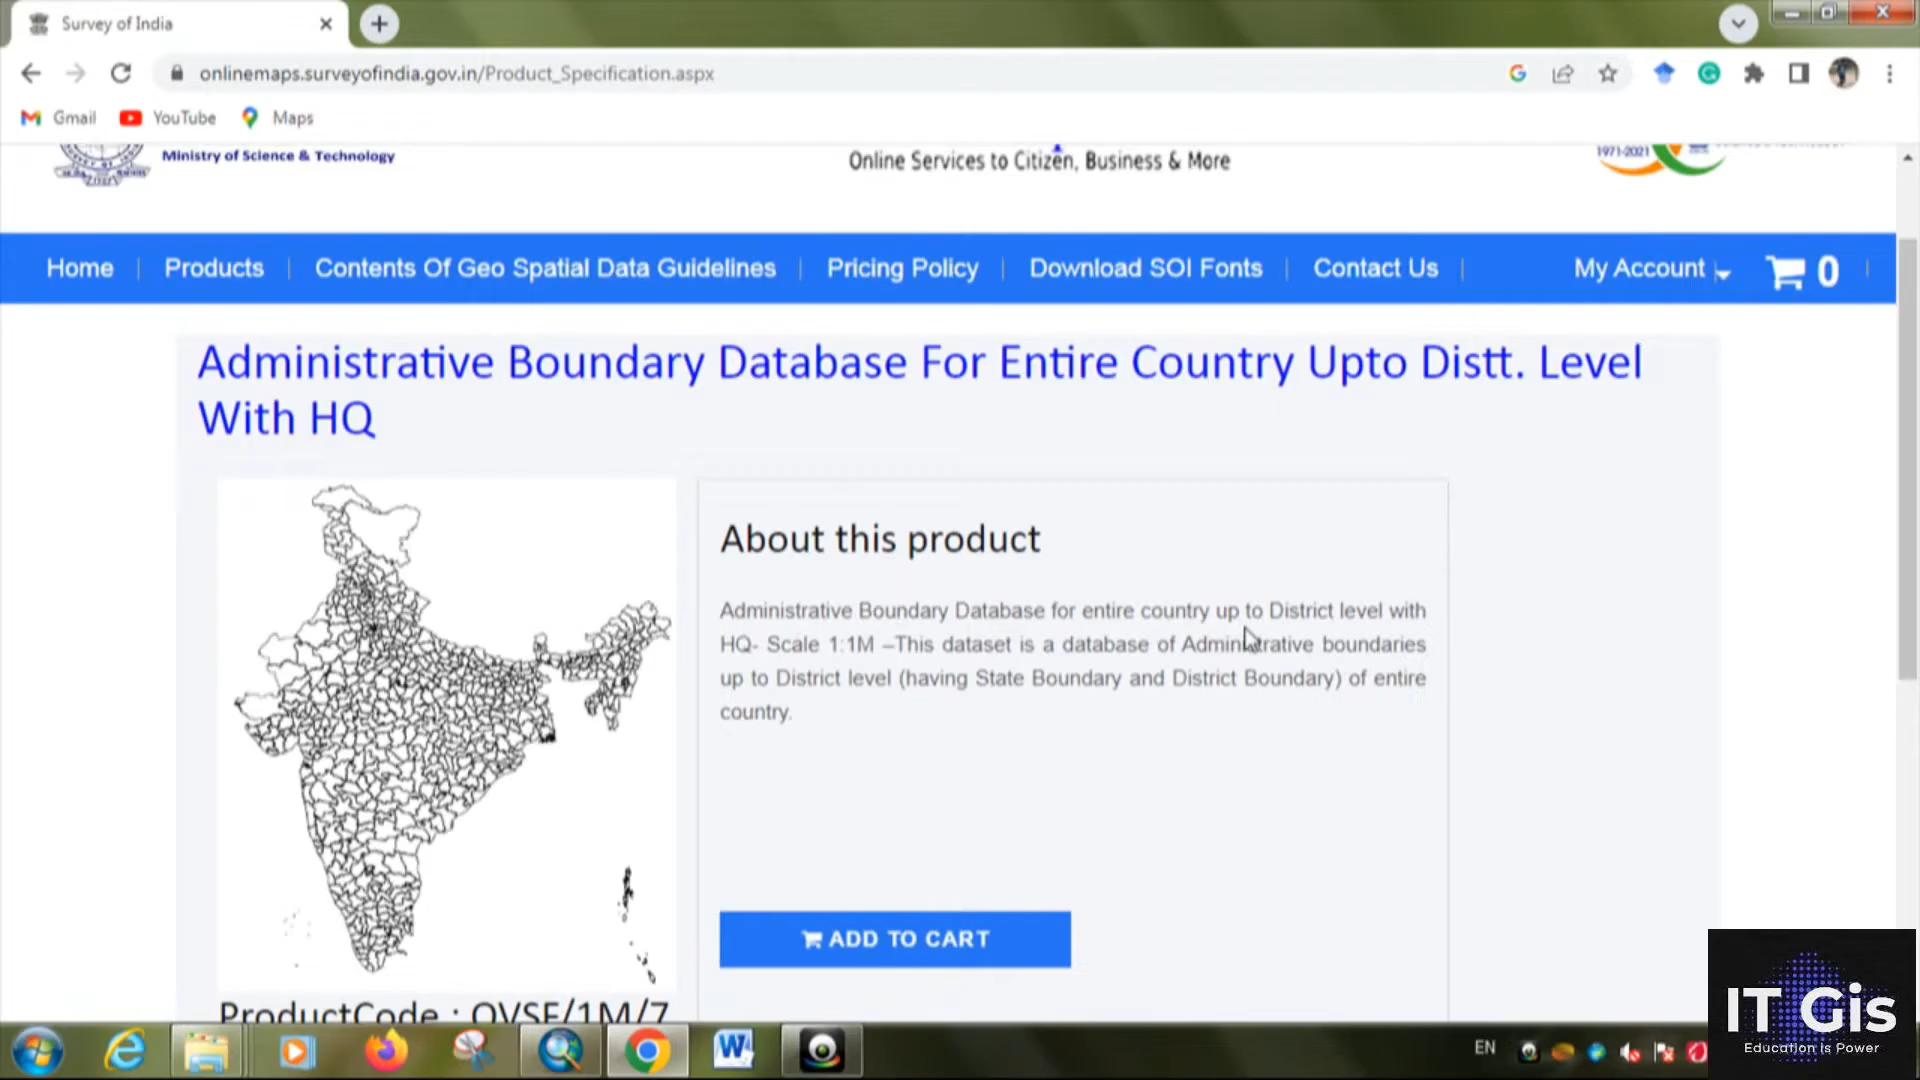 Survey of India
onlinemaps.surveyofindia.gov.in/Product_Specification.aspx
Gmail YouTube Maps
Ministry of Science & Technology
Online Services to Citizen, Business & More
1971-2021
Home Products Contents Of Geo Spatial Data Guidelines Pricing Policy Download SOI Fonts Contact Us My Account 0
Administrative Boundary Database For Entire Country Upto Distt. Level
With HQ
About this product
Administrative Boundary Database for entire country up to District level with
HQ- Scale 1:1M –This dataset is a database of Administrative boundaries
up to District level (having State Boundary and District Boundary) of entire
country.
ADD TO CART
ProductCode : OVSF/1M/7
EN
IT Gis
Education is Power